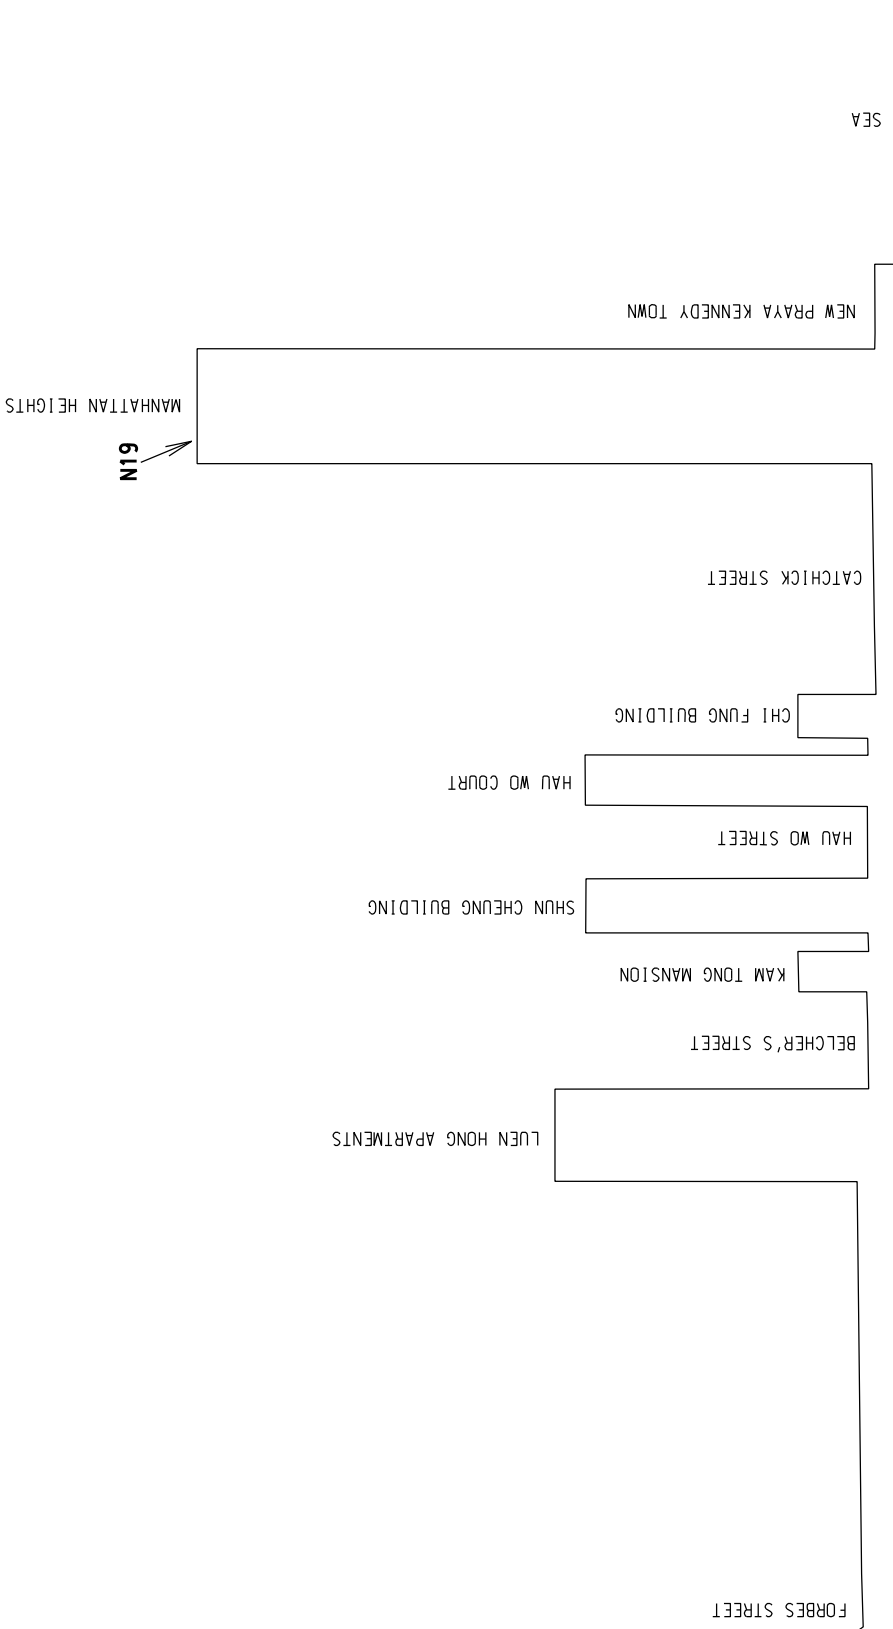 SEA
NEW PRAYA KENNEDY TOWN
MANHATTAN HEIGHTS
N19
CATCHICK STREET
CHI FUNG BUILDING
HAU WO COURT
HAU WO STREET
SHUN CHEUNG BUILDING
KAM TONG MANSION
BELCHER'S STREET
LUEN HONG APARTMENTS
FORBES STREET